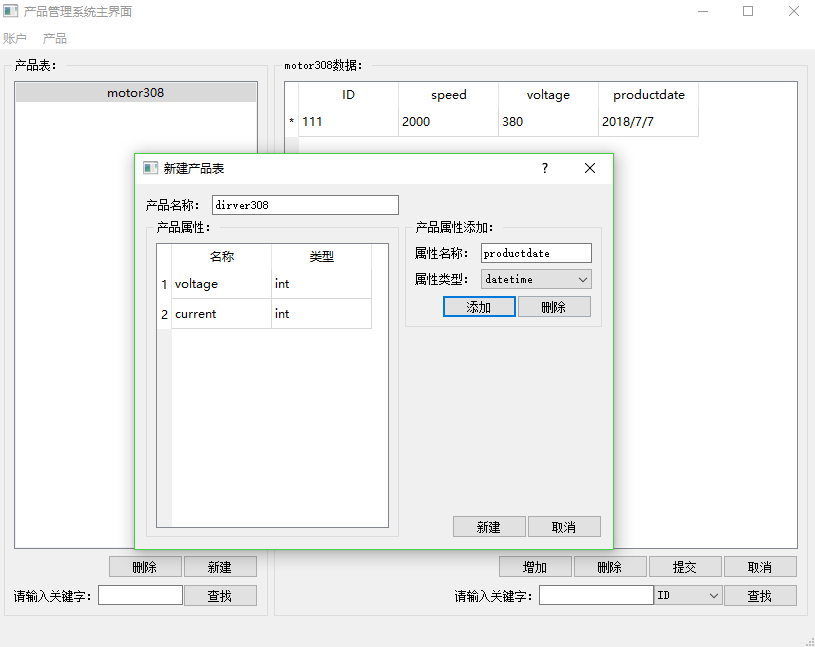 产品管理系统主界面
账户 产品
产品表: motor308数据:
motor308
ID speed voltage productdate
* 111 2000 380 2018/7/7
新建产品表 ?
产品名称: dirver308
产品属性: 产品属性添加:
名称 类型
属性名称: productdate
1 voltage int
属性类型: datetime
2 current int
添加 删除
新建 取消
删除 新建 增加 删除 提交 取消
请输入关键字: 查找 请输入关键字: ID 查找